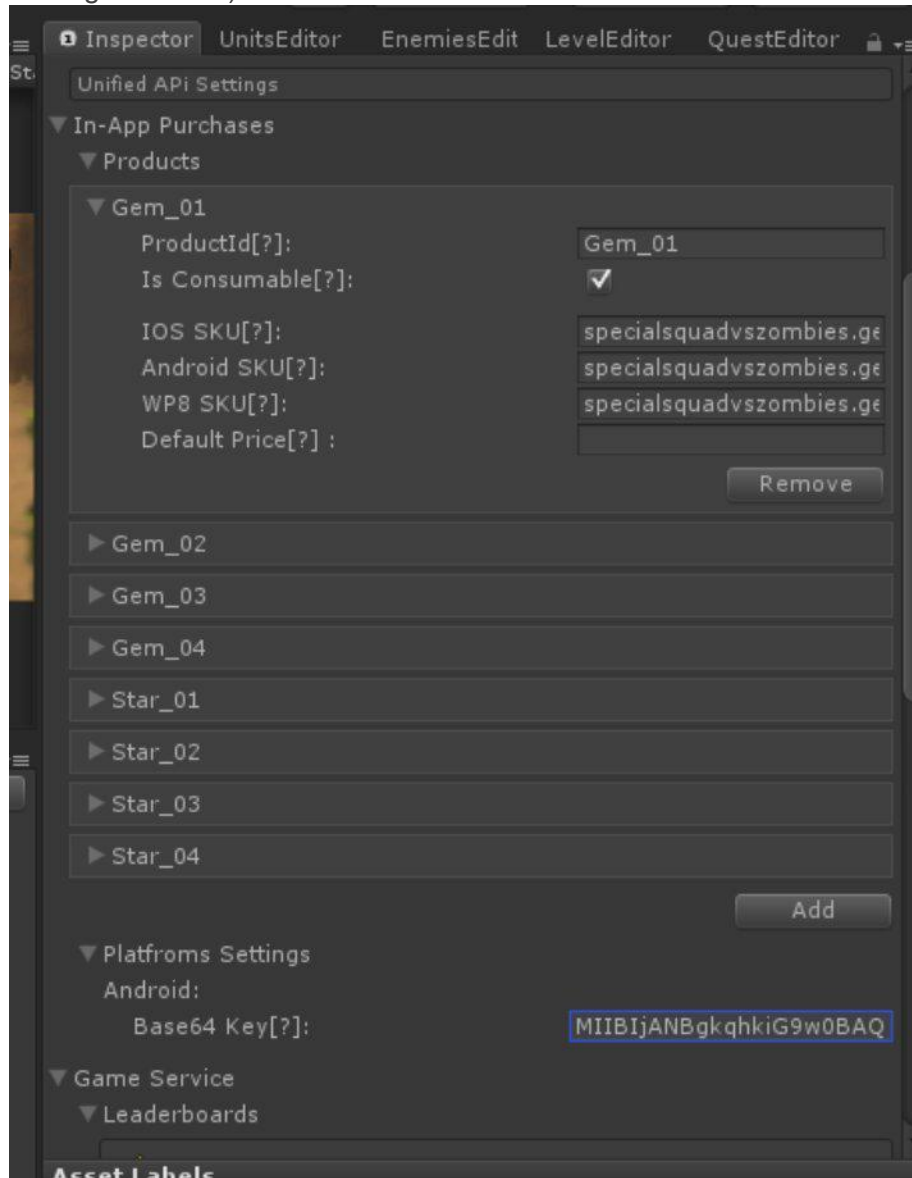 Inspector UnitsEditor EnemiesEdit LevelEditor QuestEditor
Unified APi Settings
In-App Purchases
Products
Gem_01
ProductId[?]: Gem_01
Is Consumable[?]:
IOS SKU[?]: specialsquadvszombies.ge
Android SKU[?]: specialsquadvszombies.ge
WP8 SKU[?]: specialsquadvszombies.ge
Default Price[?] :
Remove
Gem_02
Gem_03
Gem_04
Star_01
Star_02
Star_03
Star_04
Add
Platfroms Settings
Android:
Base64 Key[?]: MIIBIjANBgkqhkiG9w0BAQ
Game Service
Leaderboards
Asset Labels